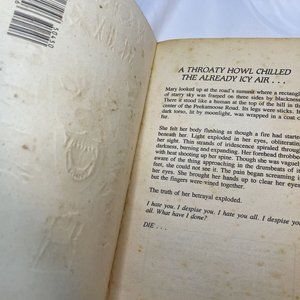 A THROATY HOWL CHILLED
THE ALREADY ICY AIR . . .
Mary looked up at the road's summit where a rectangle
of starry sky was framed on three sides by blackness.
There it stood like a human at the top of the hill in the
center of the Peekamoose Road. Its legs were sticks. Its
dark torso, lit by moonlight, was wrapped in a coat of
fur.
She felt her body flushing as though a fire had started
beneath her. Light exploded in her eyes, obliterating
her sight. Thin strands of iridescence spiraled through
darkness, burning and expanding. Her forehead throbbed
with heat shooting up her spine. Though she was vaguely
aware of the thing approaching in the drumbeats of its
feet, she could not see it. The pain began screaming in
her eyes. She brought her hands up to clear her eyes,
but the fingers were vined together.
The truth of her betrayal exploded.
I hate you. I despise you. I hate you all. I despise you
all. What have I done?
DIE . . .